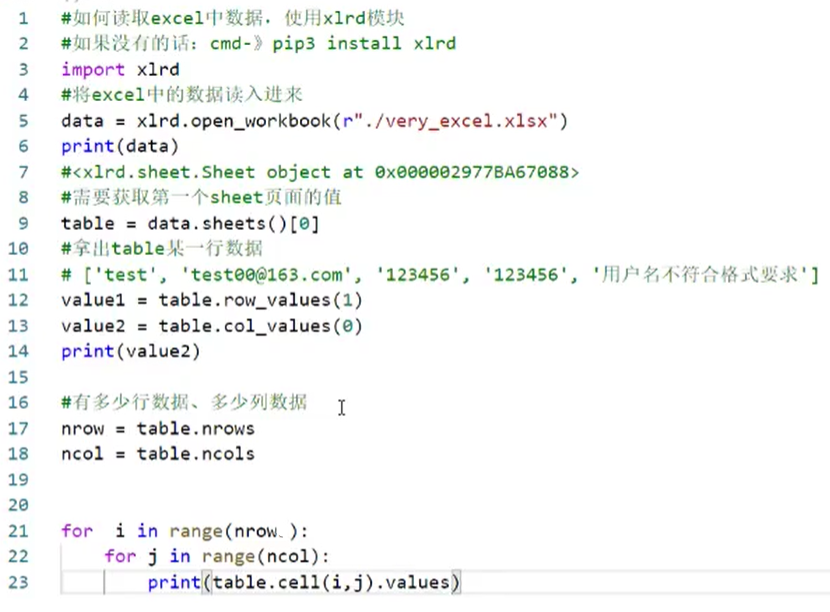 1 #如何读取excel中数据，使用xlrd模块
2 #如果没有的话：cmd-》pip3 install xlrd
3 import xlrd
4 #将excel中的数据读入进来
5 data = xlrd.open_workbook(r"./very_excel.xlsx")
6 print(data)
7 #<xlrd.sheet.Sheet object at 0x000002977BA67088>
8 #需要获取第一个sheet页面的值
9 table = data.sheets()[0]
10 #拿出table某一行数据
11 # ['test', 'test00@163.com', '123456', '123456', '用户名不符合格式要求']
12 value1 = table.row_values(1)
13 value2 = table.col_values(0)
14 print(value2)
15
16 #有多少行数据、多少列数据
17 nrow = table.nrows
18 ncol = table.ncols
19
20
21 for  i in range(nrow ):
22     for j in range(ncol):
23         print(table.cell(i,j).values)